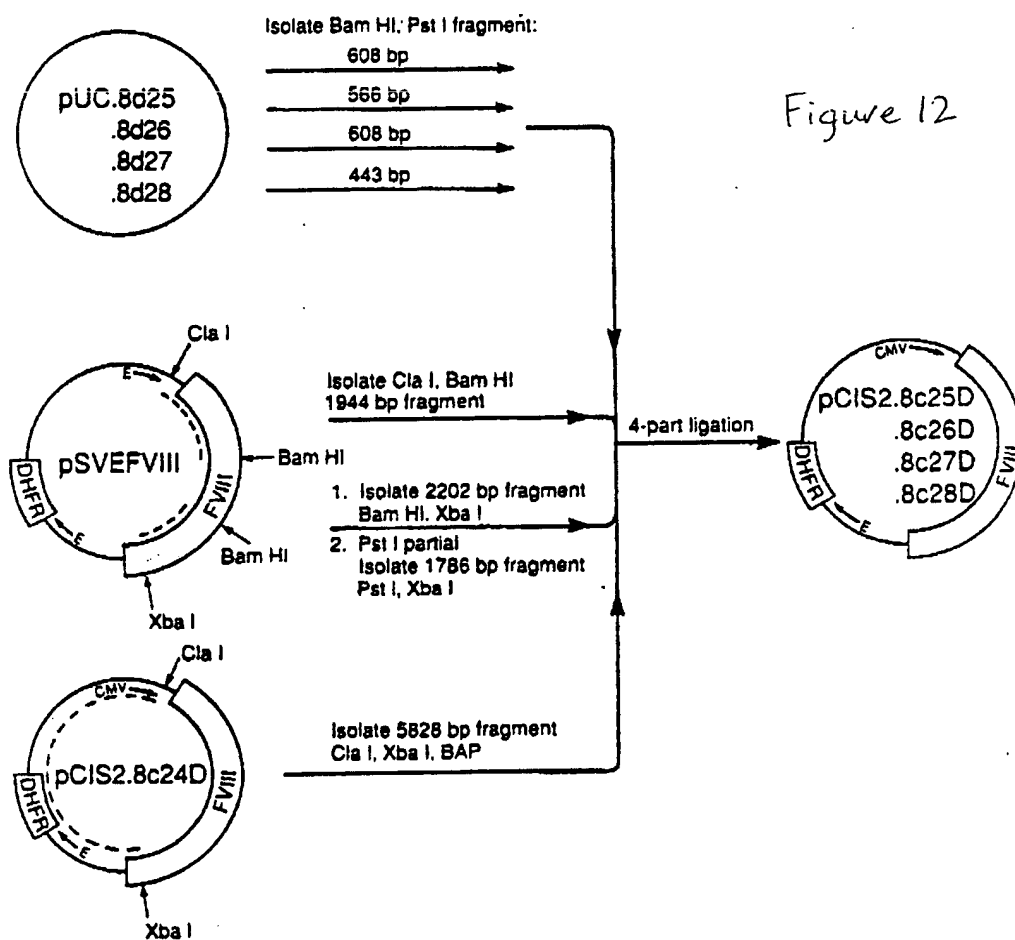 Isolate Bam HI, Pst I fragment:
608 bp
566 bp
608 bp
443 bp
pUC.8d25
.8d26
.8d27
.8d28
Figure 12
Cla I
E
pSVEFVIII
FVIII
DHFR
E
Bam HI
Bam HI
Xba I
Isolate Cla I, Bam HI
1944 bp fragment
1. Isolate 2202 bp fragment
Bam HI, Xba I
2. Pst I partial
Isolate 1786 bp fragment
Pst I, Xba I
4-part ligation
CMV
pCIS2.8c25D
.8c26D
.8c27D
.8c28D
FVIII
DHFR
E
Cla I
CMV
pCIS2.8c24D
FVIII
DHFR
E
Xba I
Isolate 5828 bp fragment
Cla I, Xba I, BAP